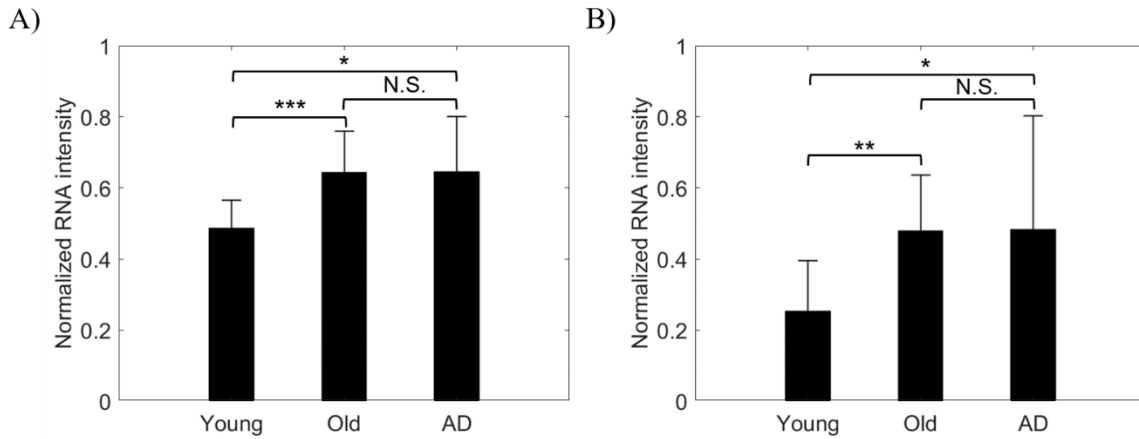 A)
Normalized RNA intensity
1
0.8
0.6
0.4
0.2
0
*
N.S.
***
Young Old AD
B)
Normalized RNA intensity
1
0.8
0.6
0.4
0.2
0
*
N.S.
**
Young Old AD